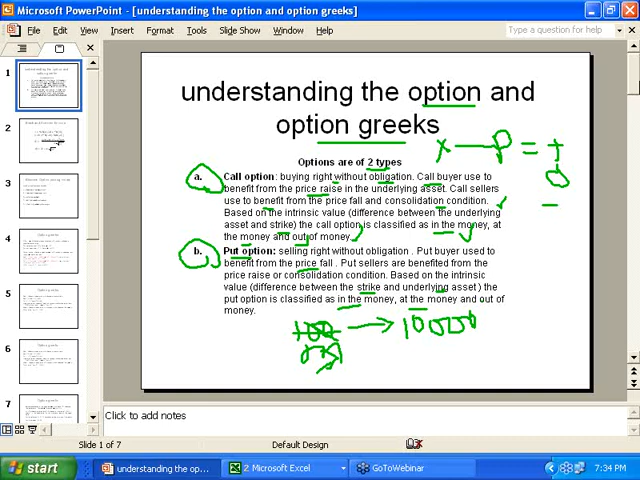 Microsoft PowerPoint - [understanding the option and option greeks]
File Edit View Insert Format Tools Slide Show Window Help
Type a question for help
1
2
3
4
5
6
7
understanding the option and
option greeks
x — p = +
0
–
Options are of 2 types
a. Call option: buying right without obligation. Call buyer use to
benefit from the price raise in the underlying asset. Call sellers
use to benefit from the price fall and consolidation condition.
Based on the intrinsic value (difference between the underlying
asset and strike) the call option is classified as in the money, at
the money and out of money.
b. Put option: selling right without obligation . Put buyer used to
benefit from the price fall . Put sellers are benefited from the
price raise or consolidation condition. Based on the intrinsic
value (difference between the strike and underlying asset) the
put option is classified as in the money, at the money and out of
money.
Click to add notes
Slide 1 of 7
Default Design
start
understanding the op...
2 Microsoft Excel
GoToWebinar
7:34 PM